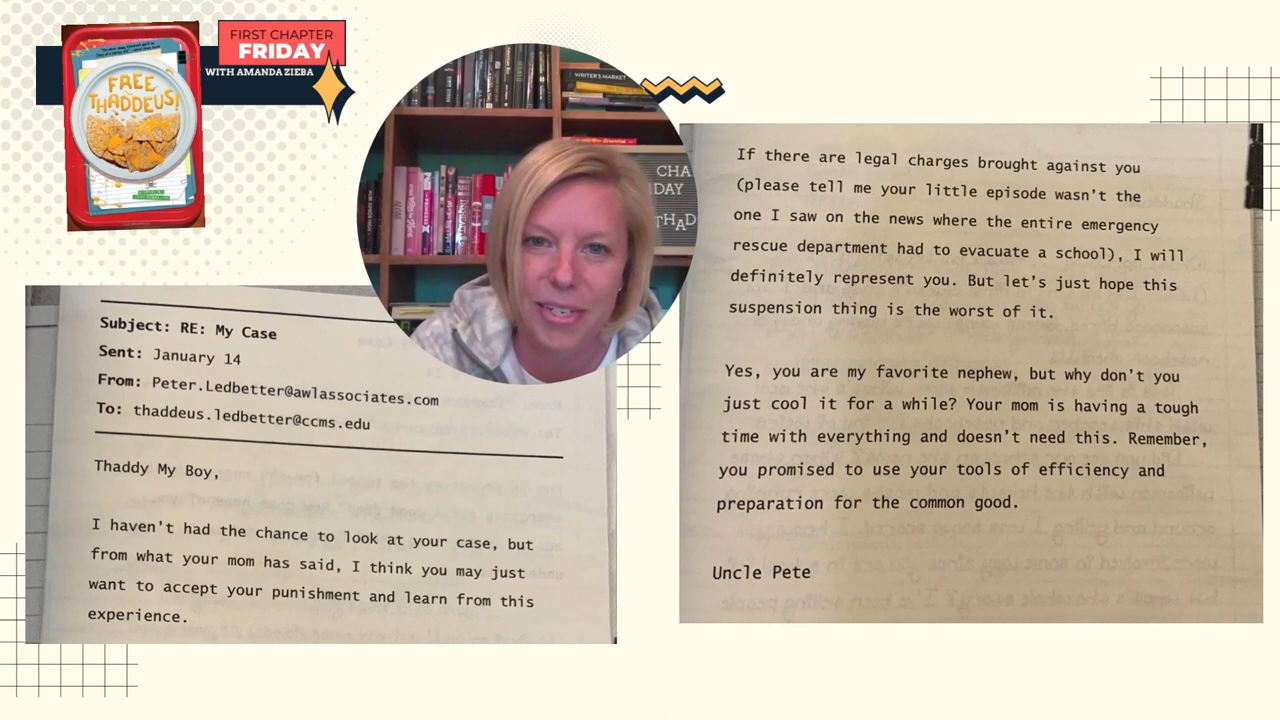 FIRST CHAPTER
FRIDAY
WITH AMANDA ZIEBA
FREE
THADDEUS!
WRITER'S MARKET
CHA
IDAY
THAD
Subject: RE: My Case
Sent: January 14
From: Peter.Ledbetter@awlassociates.com
To: thaddeus.ledbetter@ccms.edu
Thaddy My Boy,
I haven't had the chance to look at your case, but
from what your mom has said, I think you may just
want to accept your punishment and learn from this
experience.
If there are legal charges brought against you
(please tell me your little episode wasn't the
one I saw on the news where the entire emergency
rescue department had to evacuate a school), I will
definitely represent you. But let's just hope this
suspension thing is the worst of it.
Yes, you are my favorite nephew, but why don't you
just cool it for a while? Your mom is having a tough
time with everything and doesn't need this. Remember,
you promised to use your tools of efficiency and
preparation for the common good.
Uncle Pete